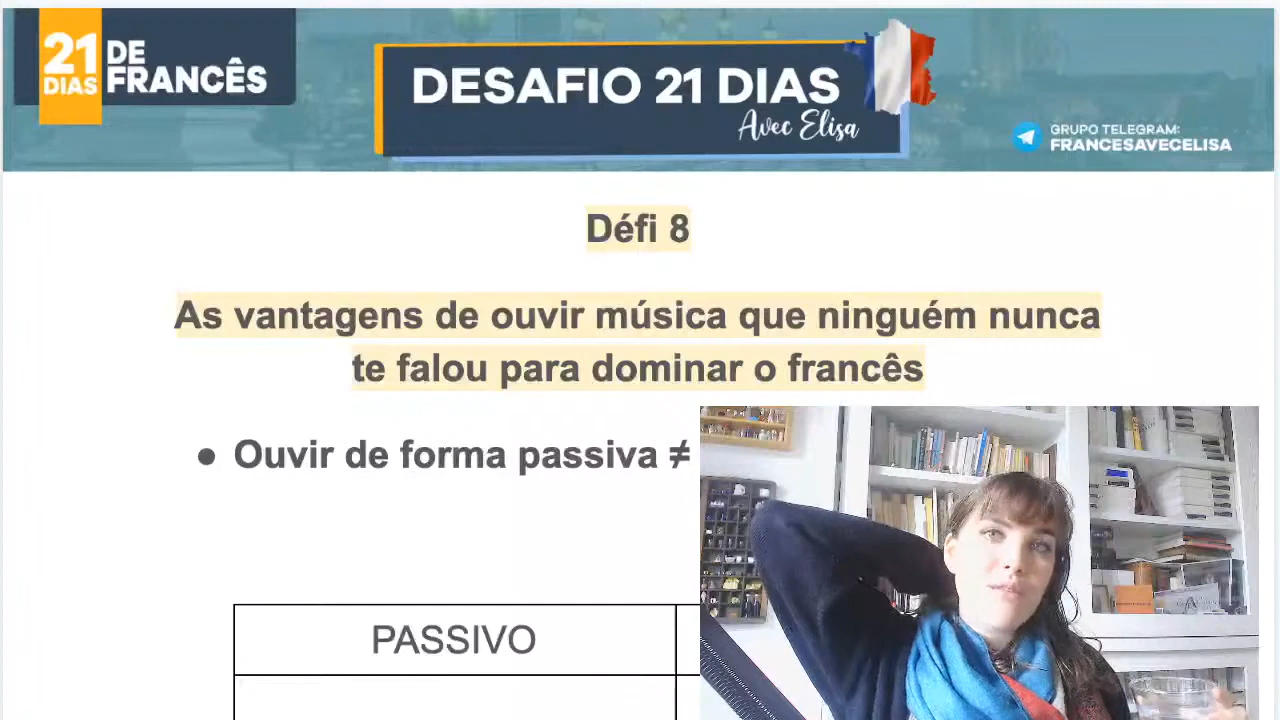 21 DE
DIAS FRANCÊS
DESAFIO 21 DIAS
Avec Elisa
GRUPO TELEGRAM:
FRANCESAVECELISA
Défi 8
As vantagens de ouvir música que ninguém nunca
te falou para dominar o francês
● Ouvir de forma passiva ≠
PASSIVO